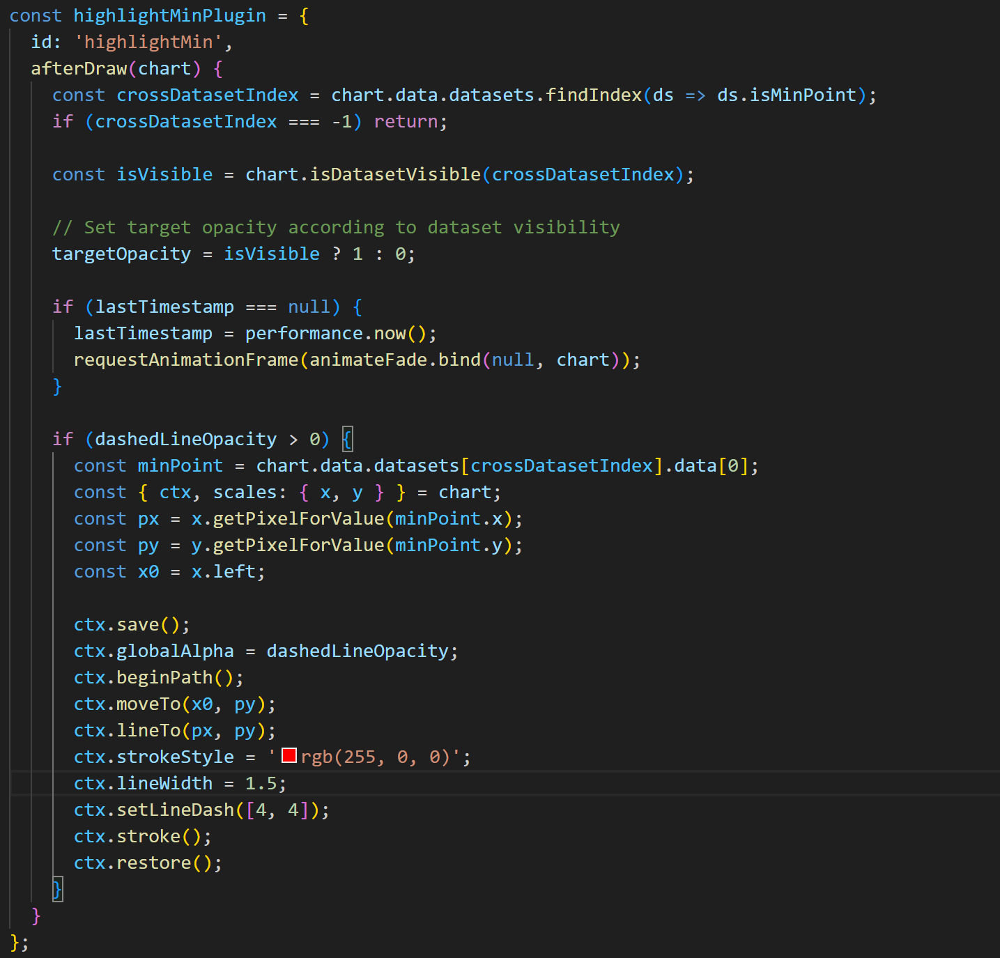 const highlightMinPlugin = {
  id: 'highlightMin',
  afterDraw(chart) {
    const crossDatasetIndex = chart.data.datasets.findIndex(ds => ds.isMinPoint);
    if (crossDatasetIndex === -1) return;

    const isVisible = chart.isDatasetVisible(crossDatasetIndex);

    // Set target opacity according to dataset visibility
    targetOpacity = isVisible ? 1 : 0;

    if (lastTimestamp === null) {
      lastTimestamp = performance.now();
      requestAnimationFrame(animateFade.bind(null, chart));
    }

    if (dashedLineOpacity > 0) {
      const minPoint = chart.data.datasets[crossDatasetIndex].data[0];
      const { ctx, scales: { x, y } } = chart;
      const px = x.getPixelForValue(minPoint.x);
      const py = y.getPixelForValue(minPoint.y);
      const x0 = x.left;

      ctx.save();
      ctx.globalAlpha = dashedLineOpacity;
      ctx.beginPath();
      ctx.moveTo(x0, py);
      ctx.lineTo(px, py);
      ctx.strokeStyle = 'rgb(255, 0, 0)';
      ctx.lineWidth = 1.5;
      ctx.setLineDash([4, 4]);
      ctx.stroke();
      ctx.restore();
    }
  }
};